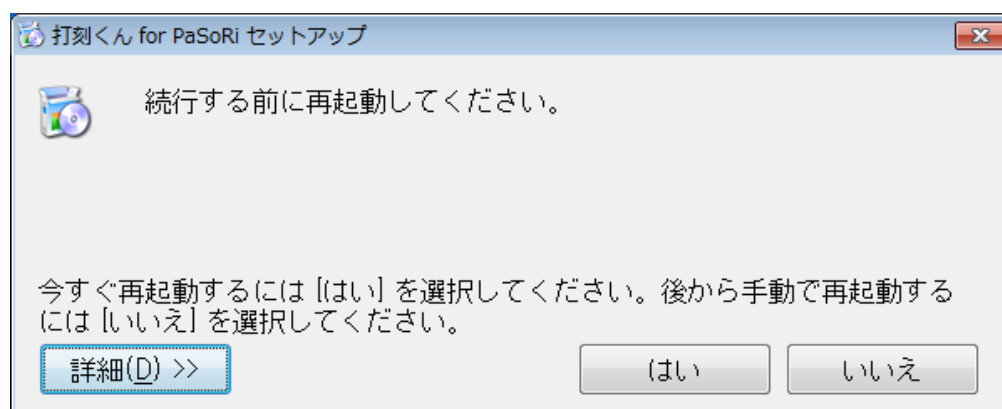 打刻くん for PaSoRi セットアップ
続行する前に再起動してください。
今すぐ再起動するには [はい] を選択してください。後から手動で再起動する
には [いいえ] を選択してください。
詳細(D) >>
はい
いいえ